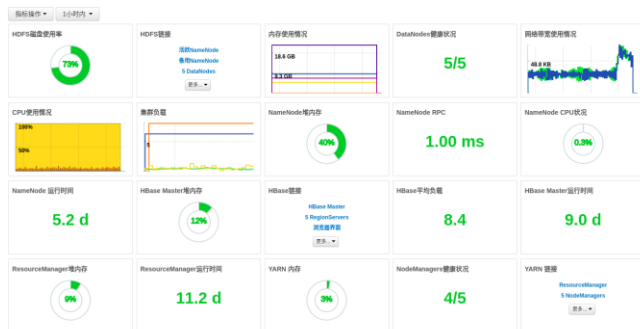 指标操作 1小时内
HDFS磁盘使用率
73%
HDFS链接
活跃NameNode
备用NameNode
5 DataNodes
更多...
内存使用情况
18.6 GB
9.3 GB
DataNodes健康状况
5/5
网络带宽使用情况
48.8 KB
CPU使用情况
100%
50%
集群负载
5
NameNode堆内存
40%
NameNode RPC
1.00 ms
NameNode CPU状况
0.3%
NameNode 运行时间
5.2 d
HBase Master堆内存
12%
HBase链接
HBase Master
5 RegionServers
浏览器界面
更多...
HBase平均负载
8.4
HBase Master运行时间
9.0 d
ResourceManager堆内存
9%
ResourceManager运行时间
11.2 d
YARN 内存
3%
NodeManagers健康状况
4/5
YARN 链接
ResourceManager
5 NodeManagers
更多...